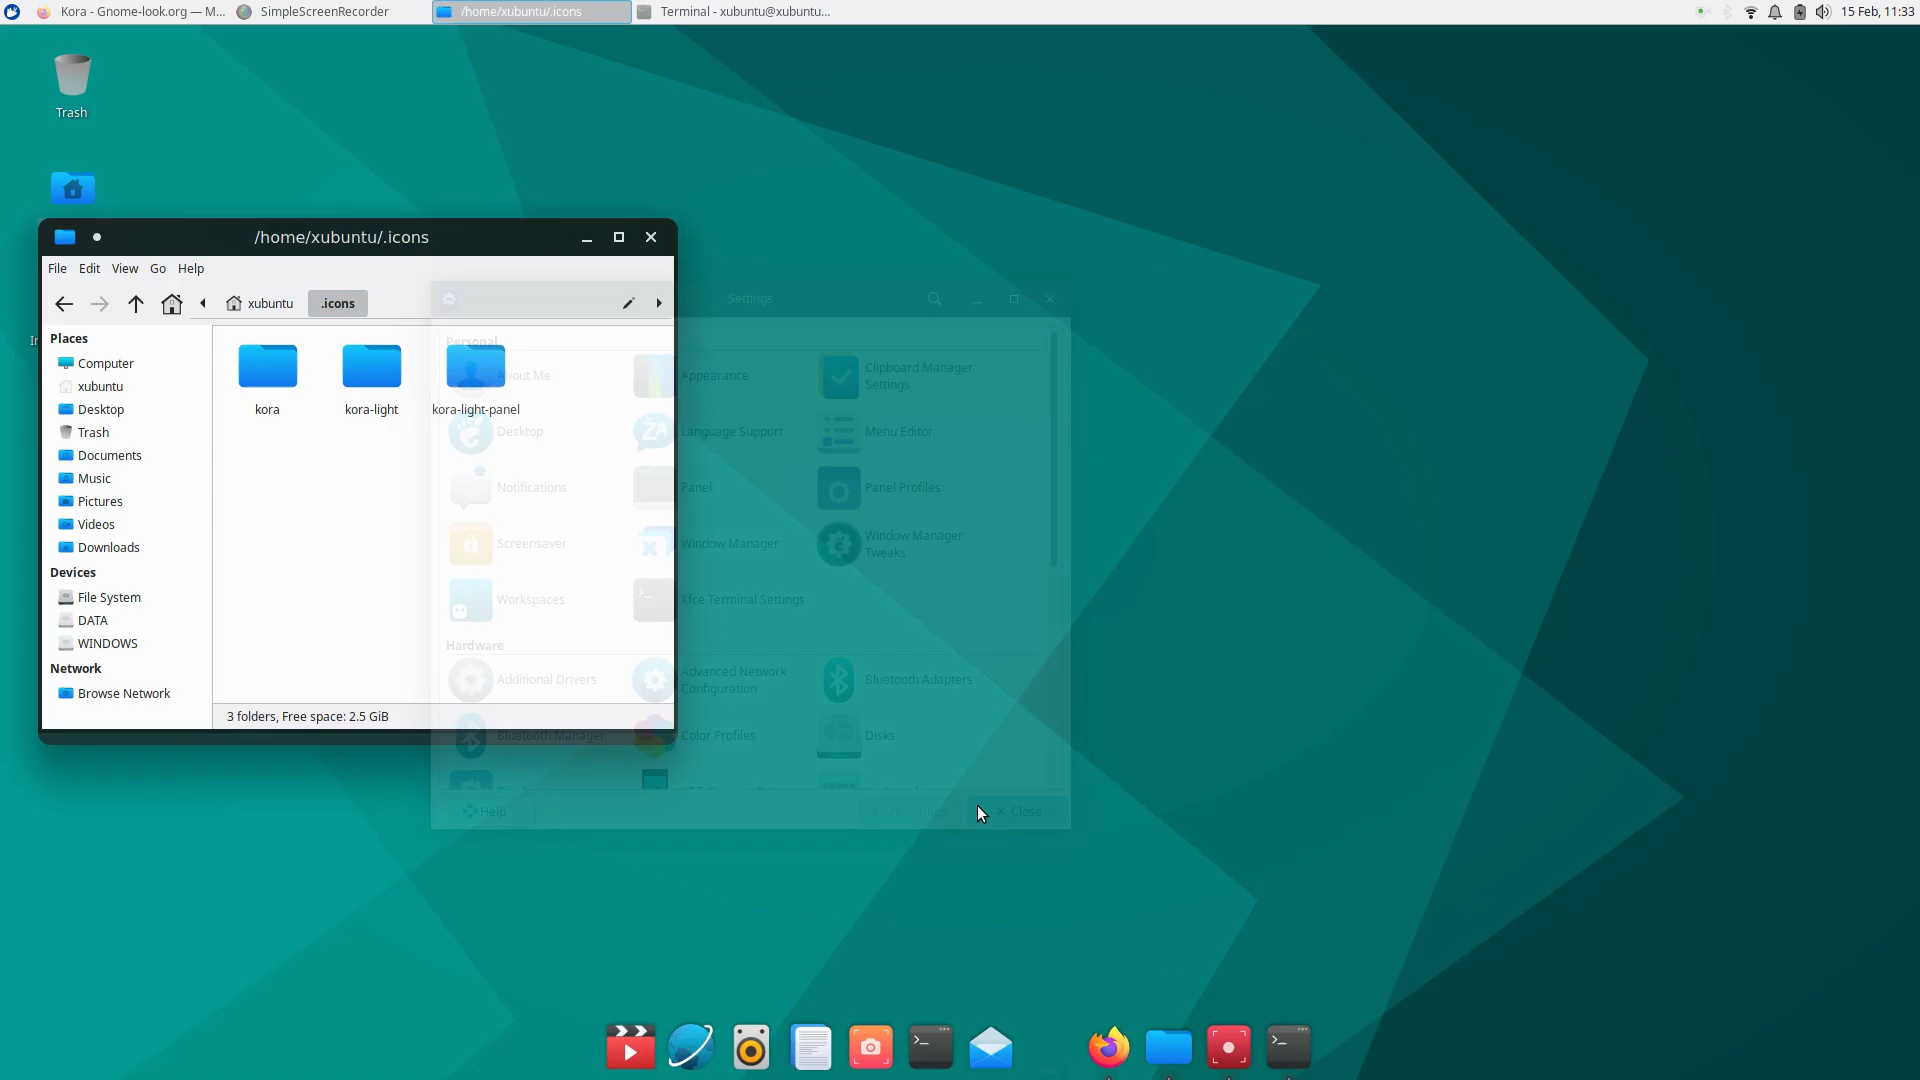 Kora - Gnome-look.org — M...
SimpleScreenRecorder
/home/xubuntu/.icons
Terminal - xubuntu@xubuntu...
15 Feb, 11:33
Trash
/home/xubuntu/.icons
File Edit View Go Help
xubuntu
.icons
Places
Computer
xubuntu
Desktop
Trash
Documents
Music
Pictures
Videos
Downloads
Devices
File System
DATA
WINDOWS
Network
Browse Network
kora
kora-light
kora-light-panel
3 folders, Free space: 2.5 GiB
Settings
Personal
About Me
Appearance
Clipboard Manager
Settings
Desktop
Language Support
Menu Editor
Notifications
Panel
Panel Profiles
Screensaver
Window Manager
Window Manager
Tweaks
Workspaces
Xfce Terminal Settings
Hardware
Additional Drivers
Advanced Network
Configuration
Bluetooth Adapters
Bluetooth Manager
Color Profiles
Disks
Help
Close